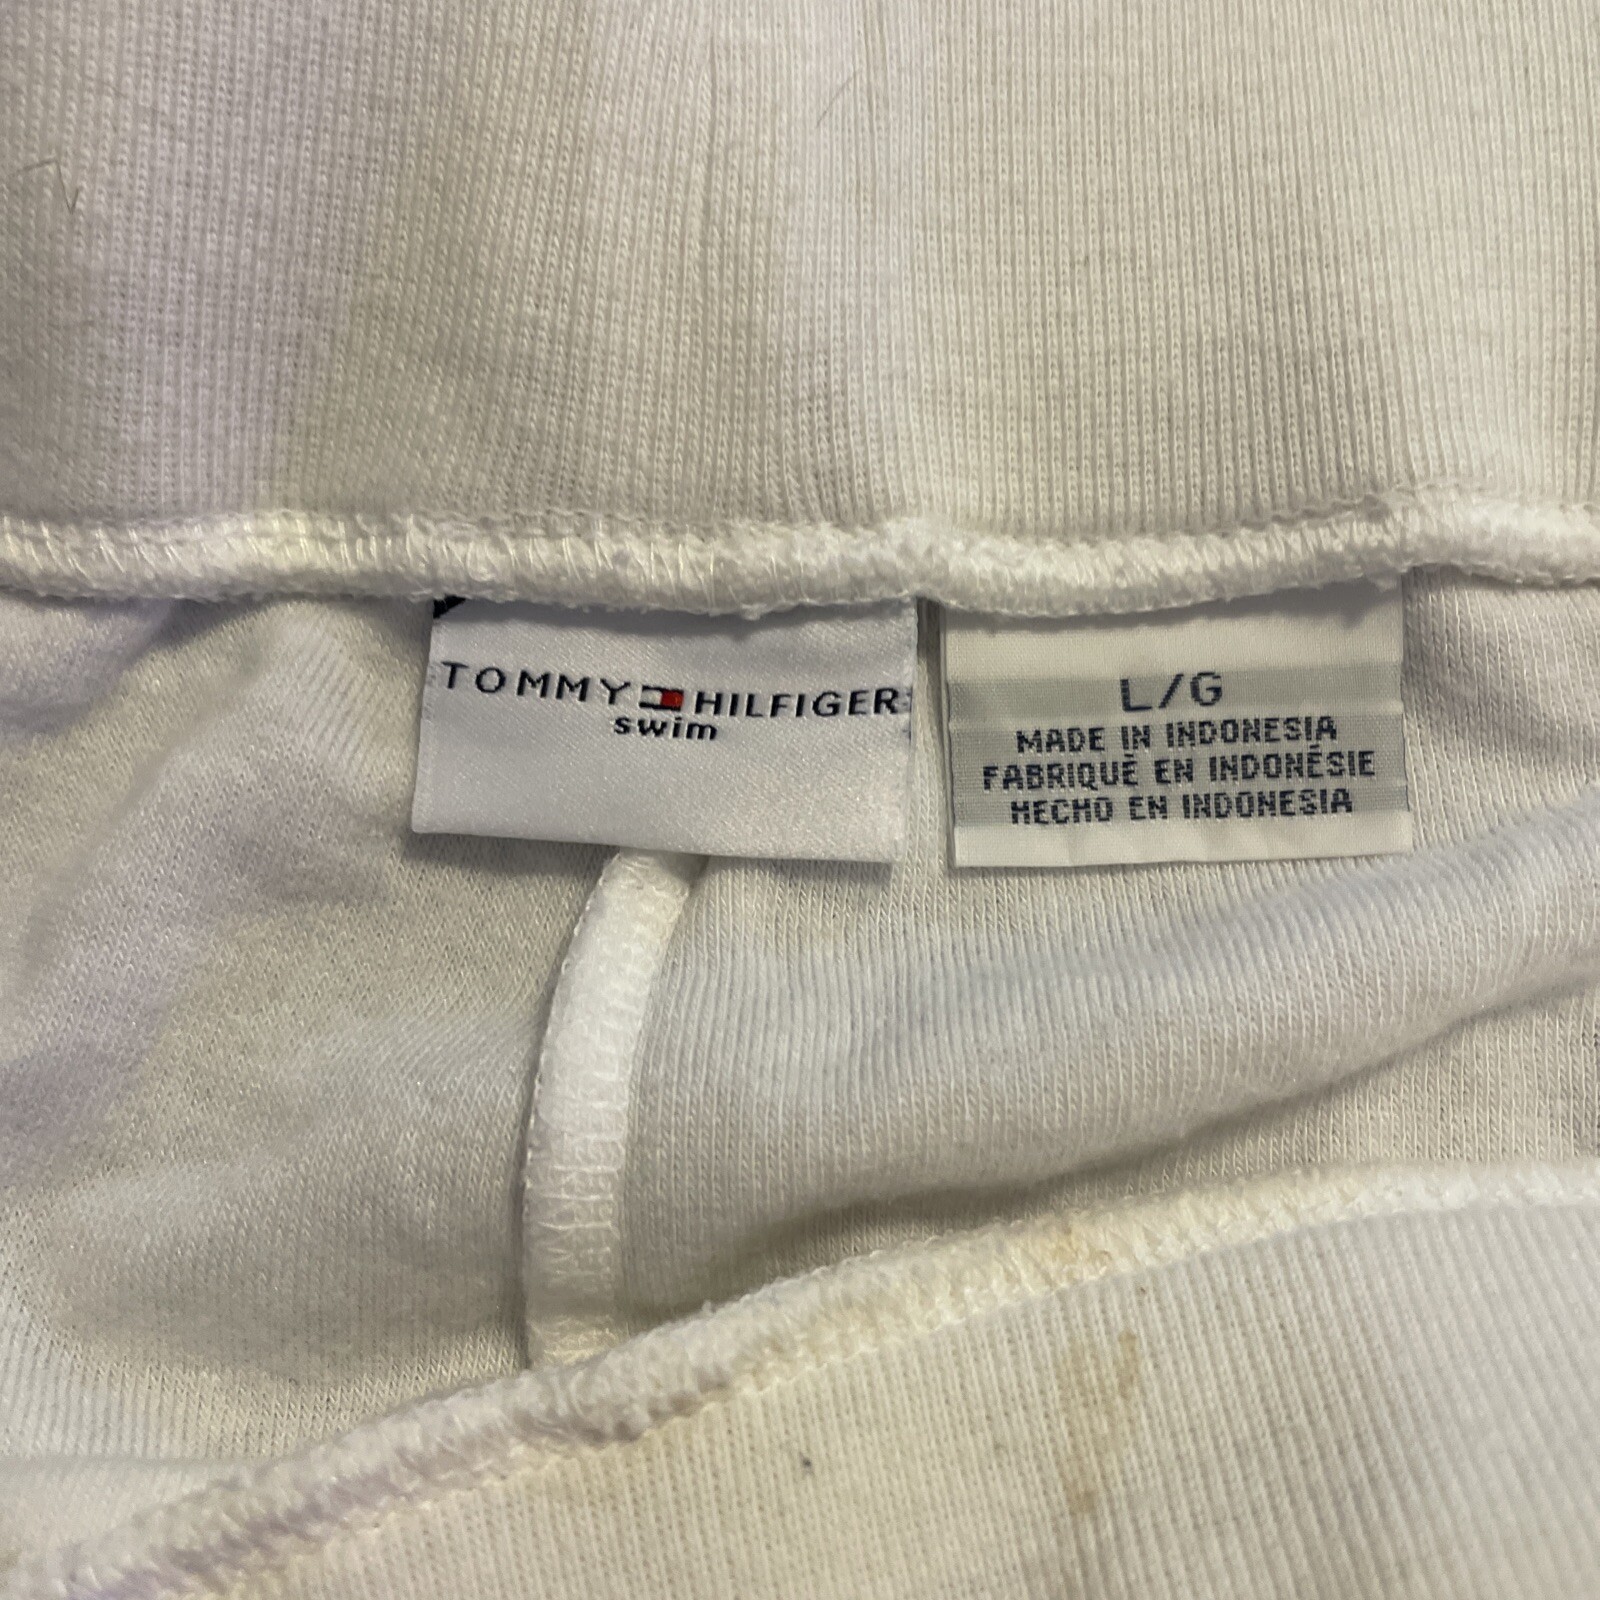 TOMMY HILFIGER
swim
L/G
MADE IN INDONESIA
FABRIQUÉ EN INDONÉSIE
HECHO EN INDONESIA